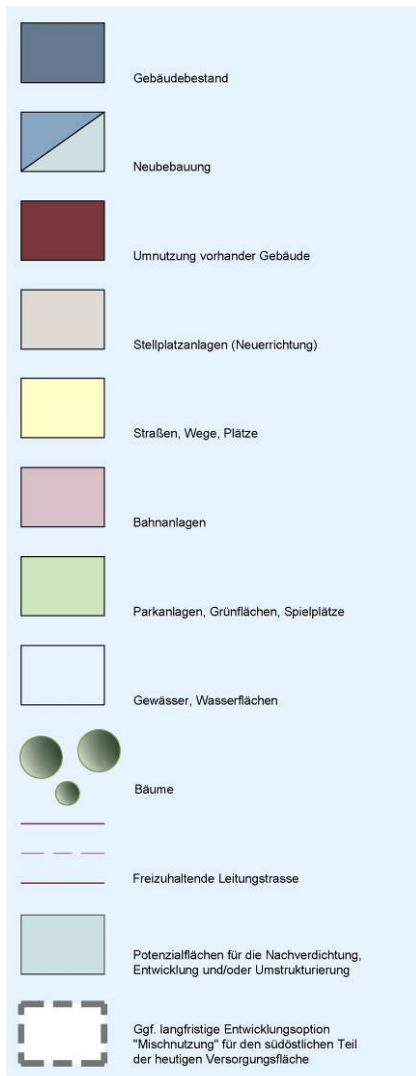 Gebäudebestand
Neubebauung
Umnutzung vorhander Gebäude
Stellplatzanlagen (Neuerrichtung)
Straßen, Wege, Plätze
Bahnanlagen
Parkanlagen, Grünflächen, Spielplätze
Gewässer, Wasserflächen
Bäume
Freizuhaltende Leitungstrasse
Potenzialflächen für die Nachverdichtung,
Entwicklung und/oder Umstrukturierung
Ggf. langfristige Entwicklungsoption
"Mischnutzung" für den südöstlichen Teil
der heutigen Versorgungsfläche